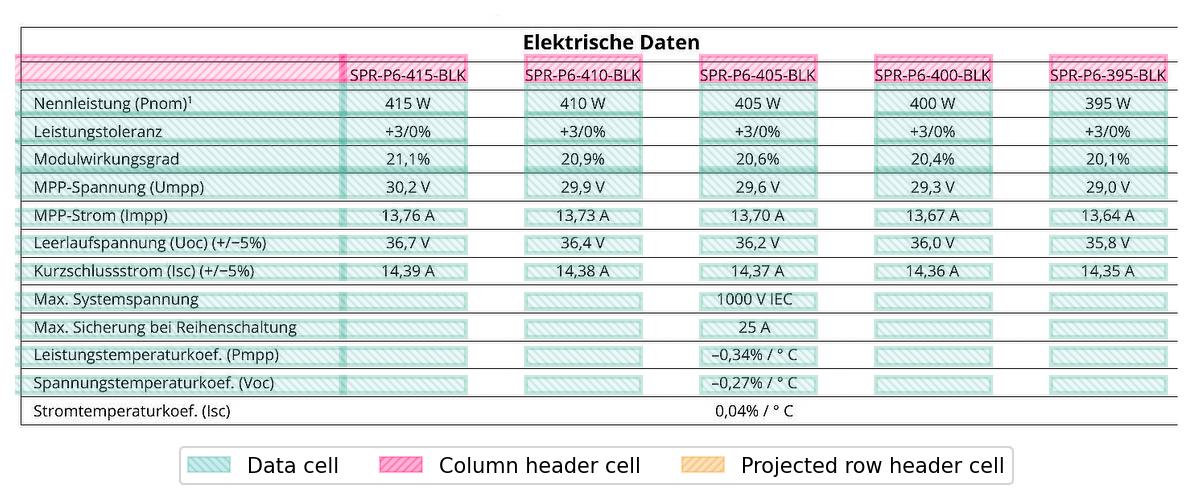 Elektrische Daten
SPR-P6-415-BLK SPR-P6-410-BLK SPR-P6-405-BLK SPR-P6-400-BLK SPR-P6-395-BLK
Nennleistung (Pnom)¹ 415 W 410 W 405 W 400 W 395 W
Leistungstoleranz +3/0% +3/0% +3/0% +3/0% +3/0%
Modulwirkungsgrad 21,1% 20,9% 20,6% 20,4% 20,1%
MPP-Spannung (Umpp) 30,2 V 29,9 V 29,6 V 29,3 V 29,0 V
MPP-Strom (Impp) 13,76 A 13,73 A 13,70 A 13,67 A 13,64 A
Leerlaufspannung (Uoc) (+/−5%) 36,7 V 36,4 V 36,2 V 36,0 V 35,8 V
Kurzschlussstrom (Isc) (+/−5%) 14,39 A 14,38 A 14,37 A 14,36 A 14,35 A
Max. Systemspannung 1000 V IEC
Max. Sicherung bei Reihenschaltung 25 A
Leistungstemperaturkoef. (Pmpp) −0,34% / ° C
Spannungstemperaturkoef. (Voc) −0,27% / ° C
Stromtemperaturkoef. (Isc) 0,04% / ° C
Data cell Column header cell Projected row header cell